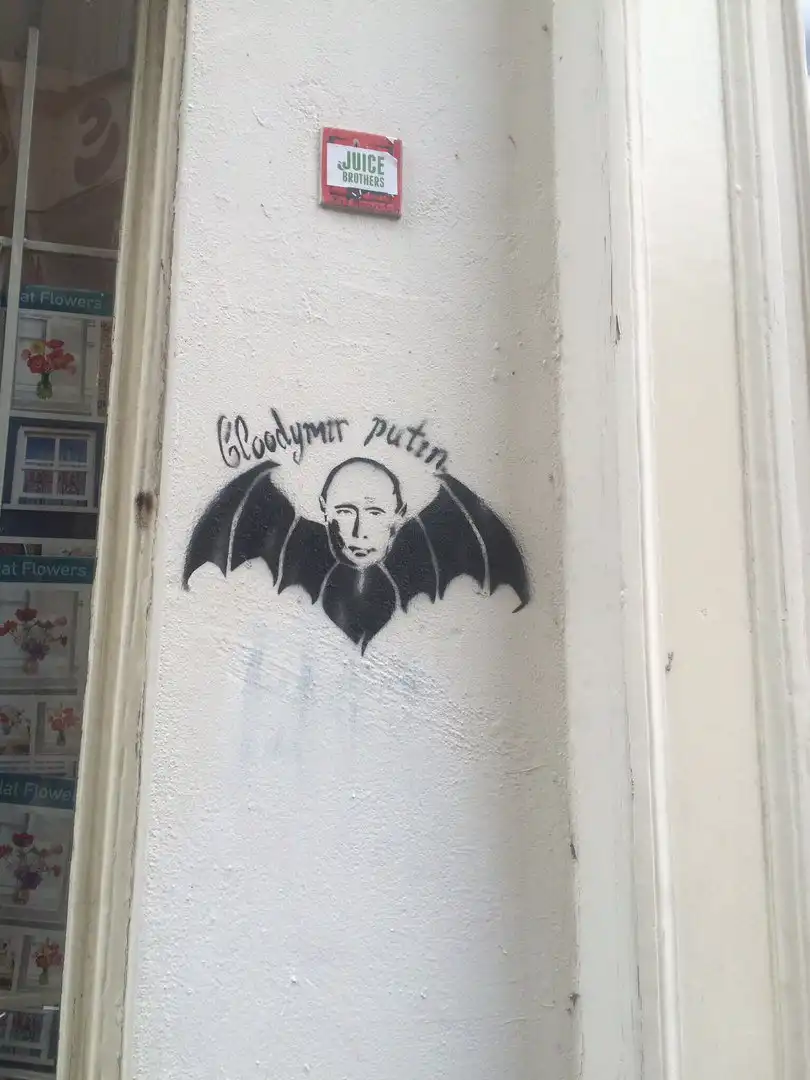 JUICE
BROTHERS
at Flowers
Bloodymir putin
at Flowers
at Flowers